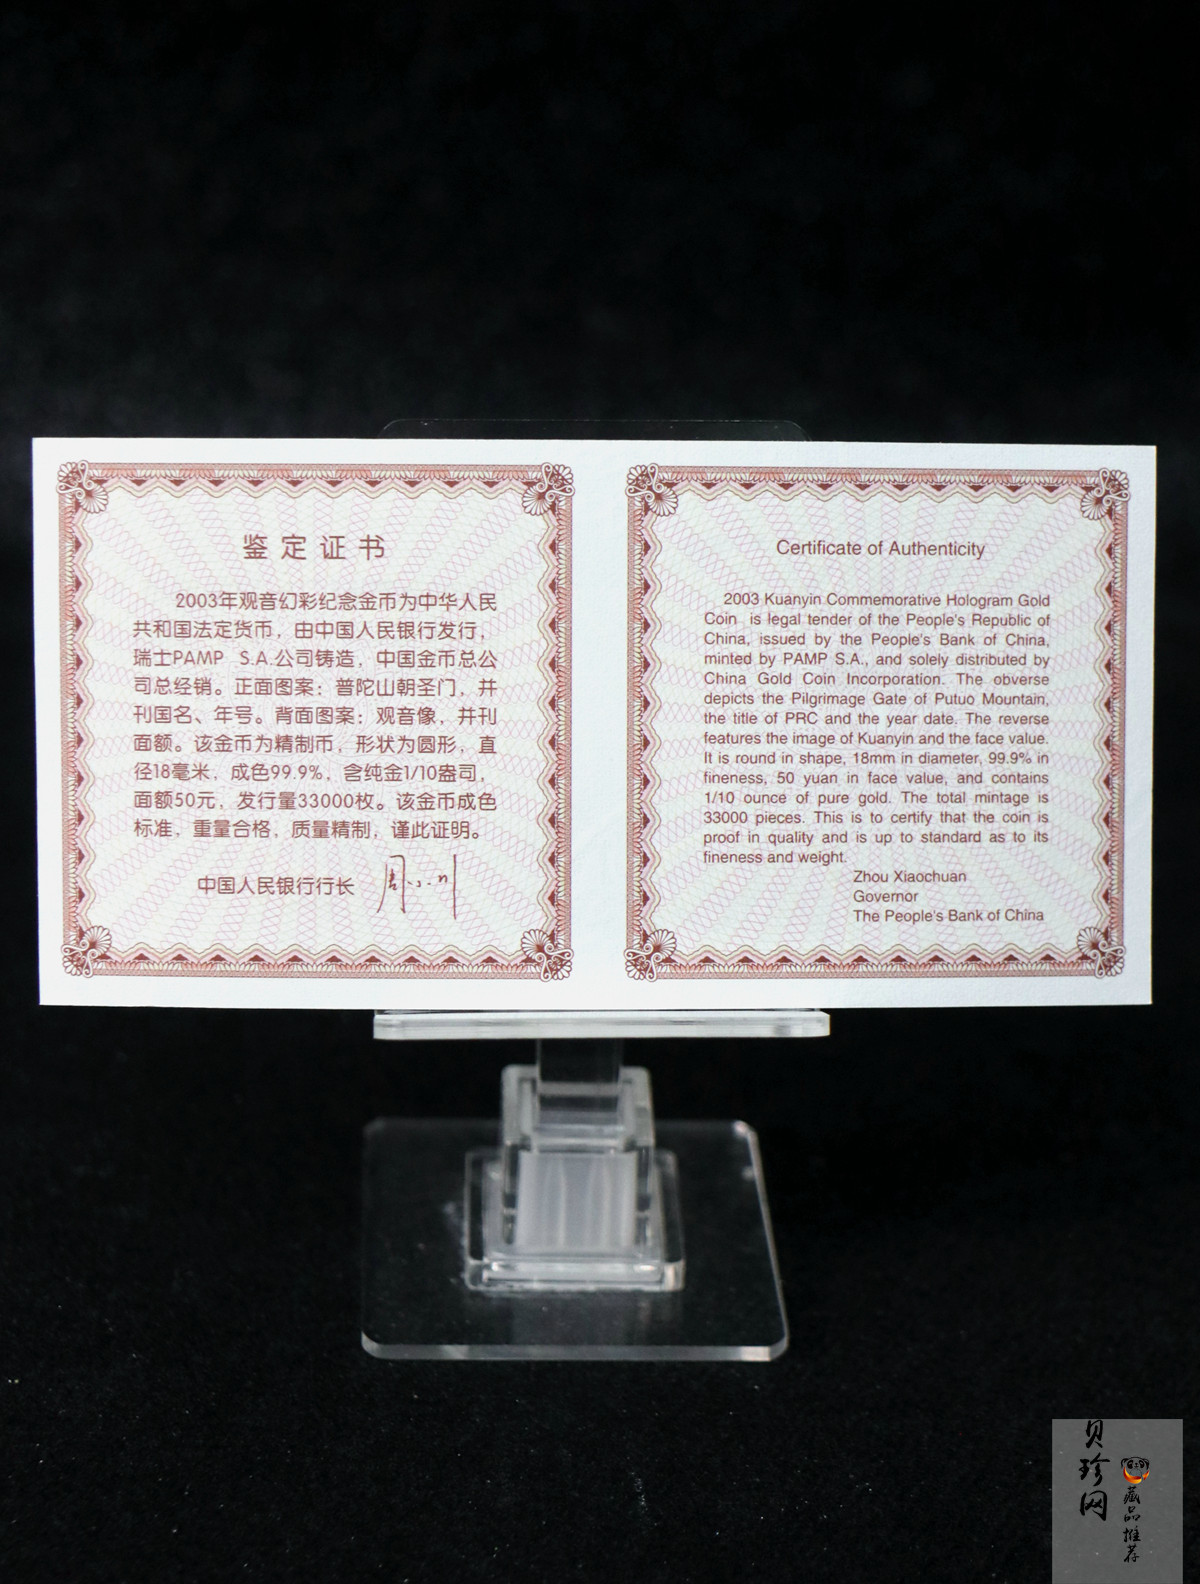 鉴定证书
2003年观音幻彩纪念金币为中华人民
共和国法定货币，由中国人民银行发行，
瑞士PAMP S.A.公司铸造，中国金币总公
司总经销。正面图案：普陀山朝圣门，并
刊国名、年号。背面图案：观音像，并刊
面额。该金币为精制币，形状为圆形，直
径18毫米，成色99.9%，含纯金1/10盎司，
面额50元，发行量33000枚。该金币成色
标准，重量合格，质量精制，谨此证明。
中国人民银行行长 周小川
Certificate of Authenticity
2003 Kuanyin Commemorative Hologram Gold
Coin is legal tender of the People's Republic of
China, issued by the People's Bank of China,
minted by PAMP S.A., and solely distributed by
China Gold Coin Incorporation. The obverse
depicts the Pilgrimage Gate of Putuo Mountain,
the title of PRC and the year date. The reverse
features the image of Kuanyin and the face value.
It is round in shape, 18mm in diameter, 99.9% in
fineness, 50 yuan in face value, and contains
1/10 ounce of pure gold. The total mintage is
33000 pieces. This is to certify that the coin is
proof in quality and is up to standard as to its
fineness and weight.
Zhou Xiaochuan
Governor
The People's Bank of China
贝珍网
藏品推荐